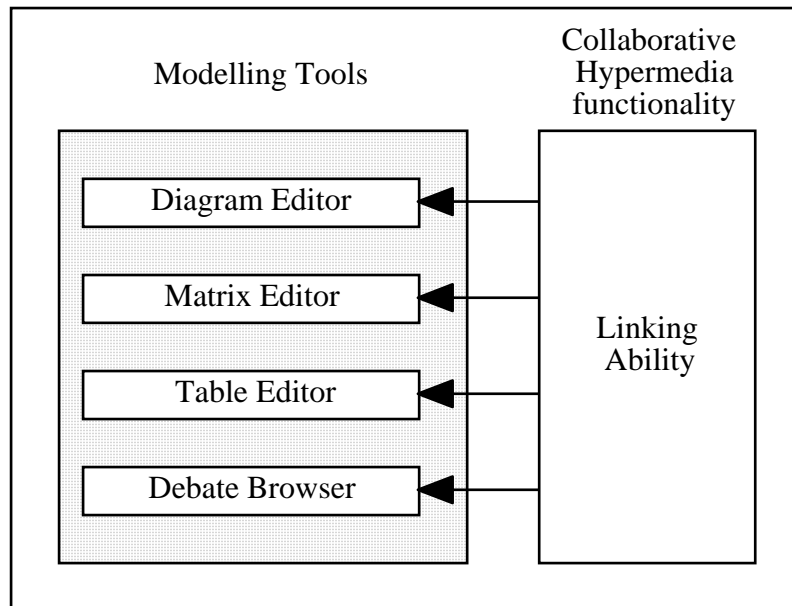 Modelling Tools
Collaborative
Hypermedia
functionality
Diagram Editor
Matrix Editor
Table Editor
Debate Browser
Linking
Ability